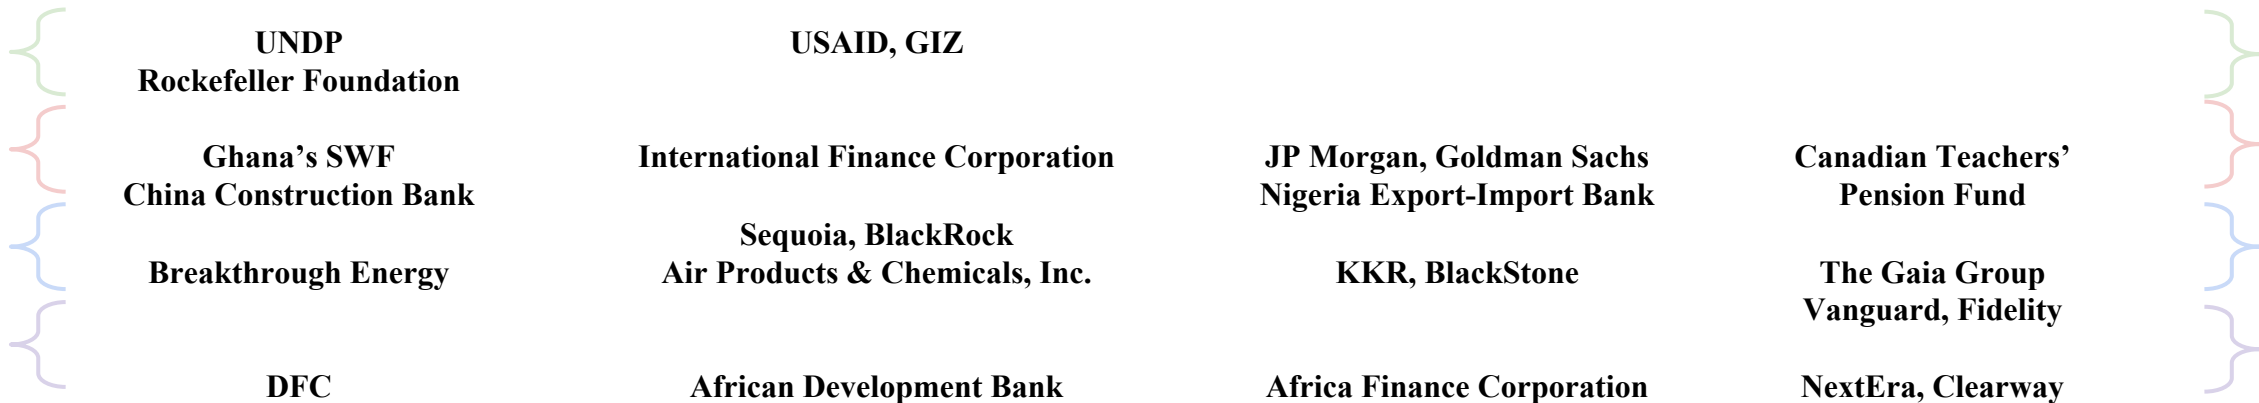 UNDP USAID, GIZ
Rockefeller Foundation
Ghana’s SWF International Finance Corporation JP Morgan, Goldman Sachs Canadian Teachers’
China Construction Bank Nigeria Export-Import Bank Pension Fund
Sequoia, BlackRock
Breakthrough Energy Air Products & Chemicals, Inc. KKR, BlackStone The Gaia Group
Vanguard, Fidelity
DFC African Development Bank Africa Finance Corporation NextEra, Clearway